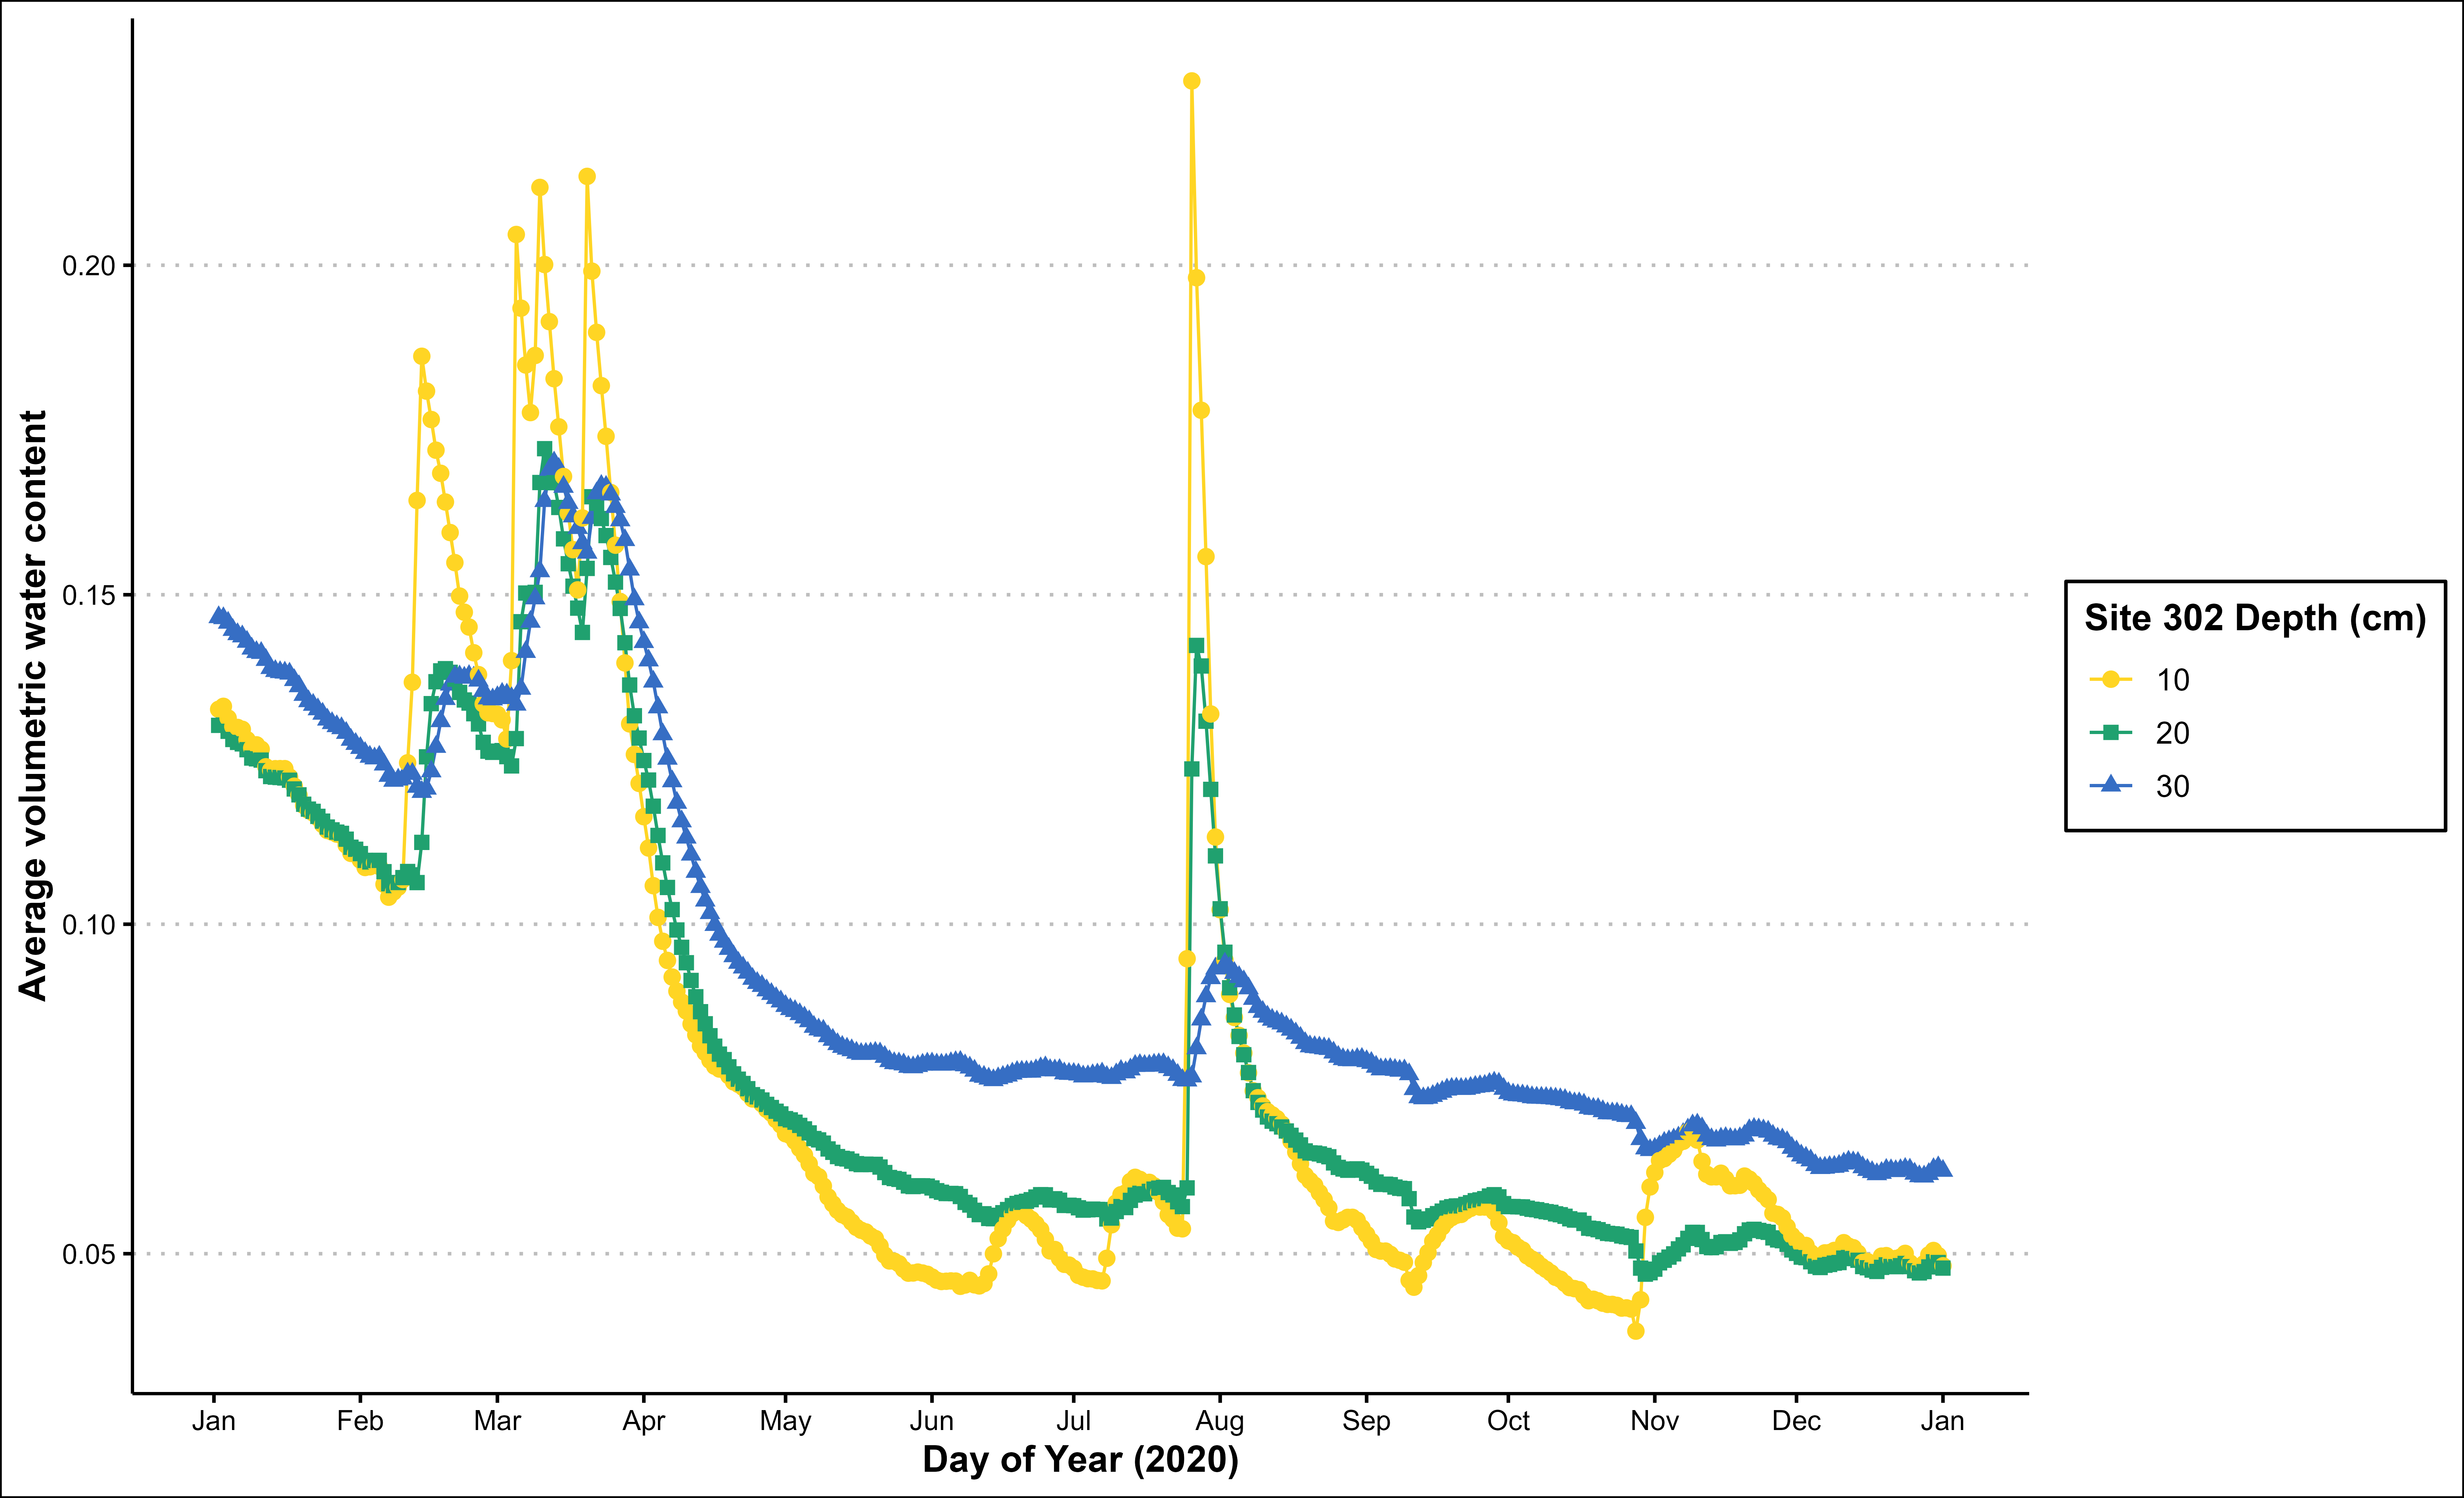 Average volumetric water content
0.20
0.15
0.10
0.05
Jan Feb Mar Apr May Jun Jul Aug Sep Oct Nov Dec Jan
Day of Year (2020)
Site 302 Depth (cm)
10
20
30